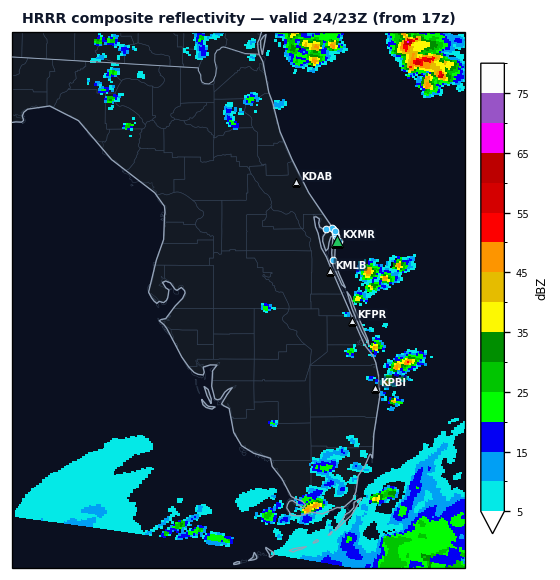 HRRR composite reflectivity — valid 24/23Z (from 17z)
KDAB
KXMR
KMLB
KFPR
KPBI
75
65
55
45
35
25
15
5
dBZ